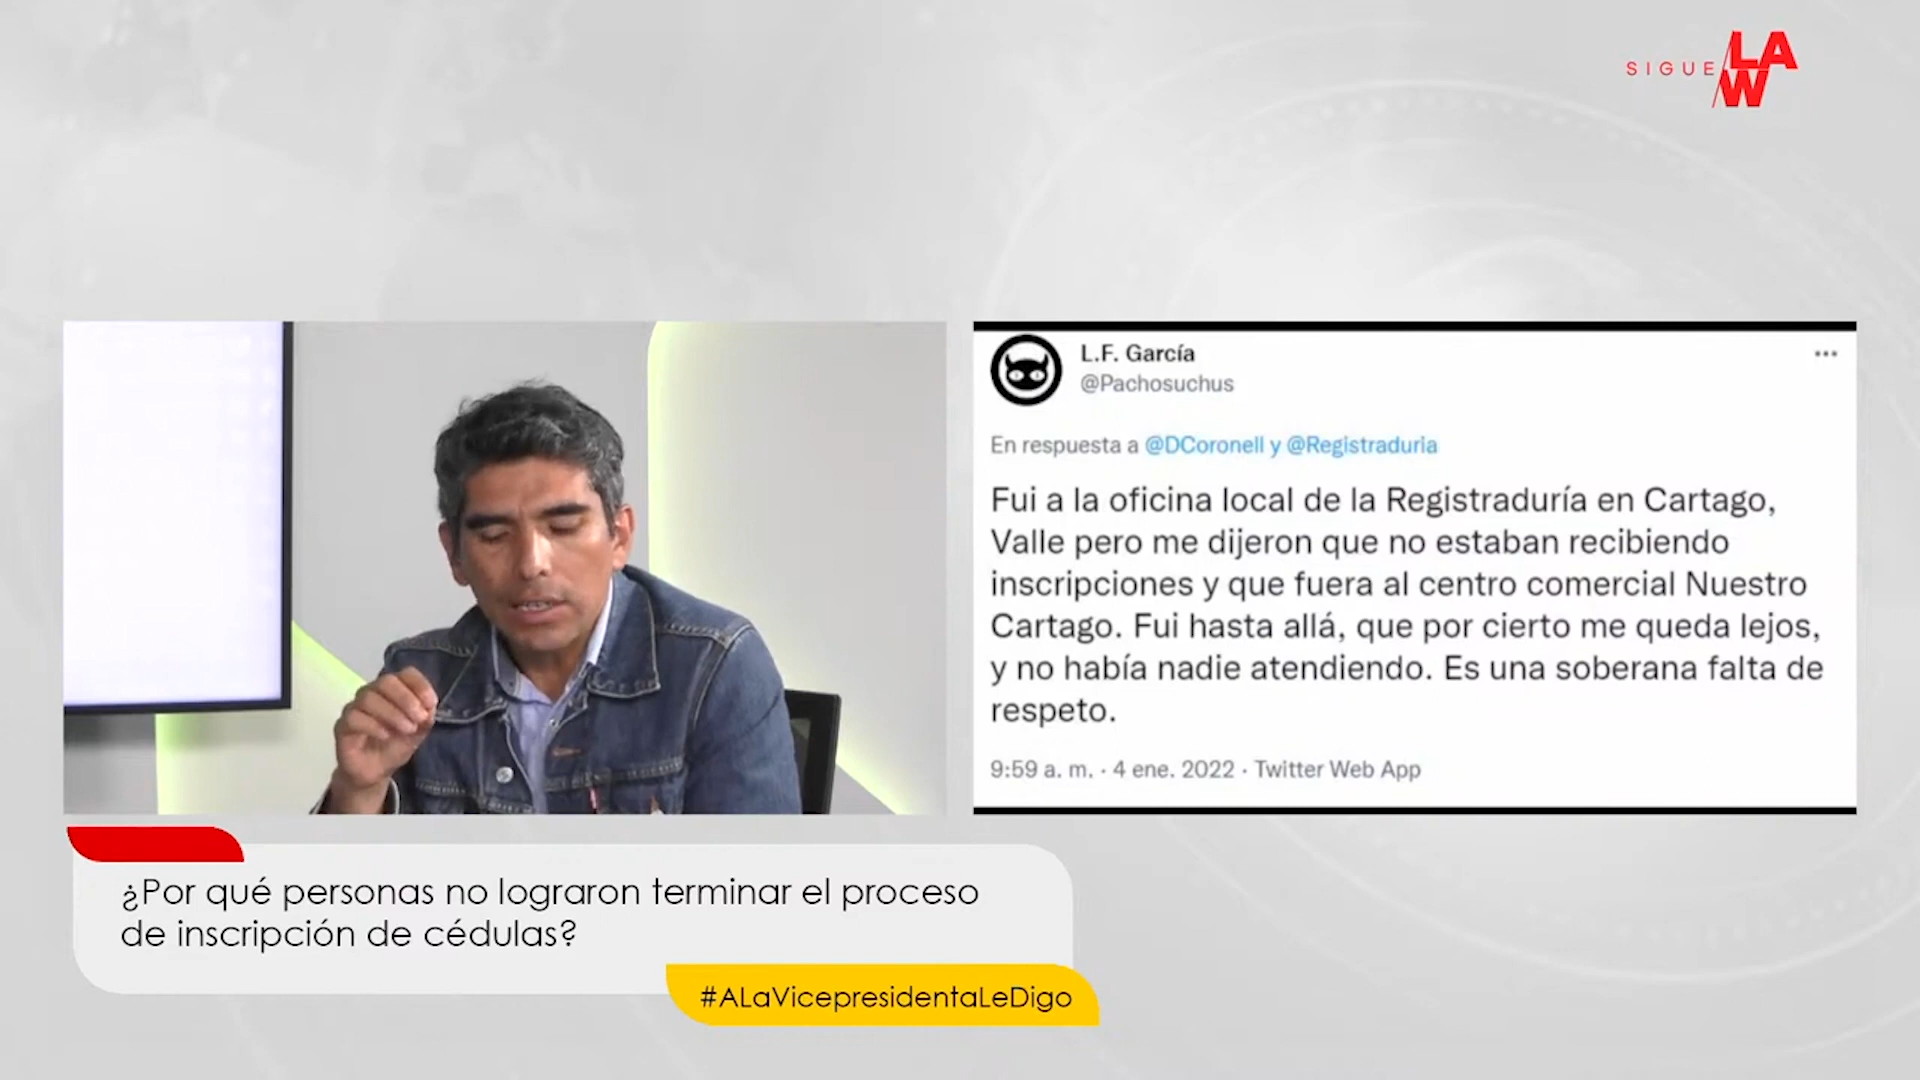 SIGUE LA W
L.F. García
@Pachosuchus
En respuesta a @DCoronell y @Registraduria
Fui a la oficina local de la Registraduría en Cartago,
Valle pero me dijeron que no estaban recibiendo
inscripciones y que fuera al centro comercial Nuestro
Cartago. Fui hasta allá, que por cierto me queda lejos,
y no había nadie atendiendo. Es una soberana falta de
respeto.
9:59 a. m. · 4 ene. 2022 · Twitter Web App
¿Por qué personas no lograron terminar el proceso
de inscripción de cédulas?
#ALaVicepresidentaLeDigo